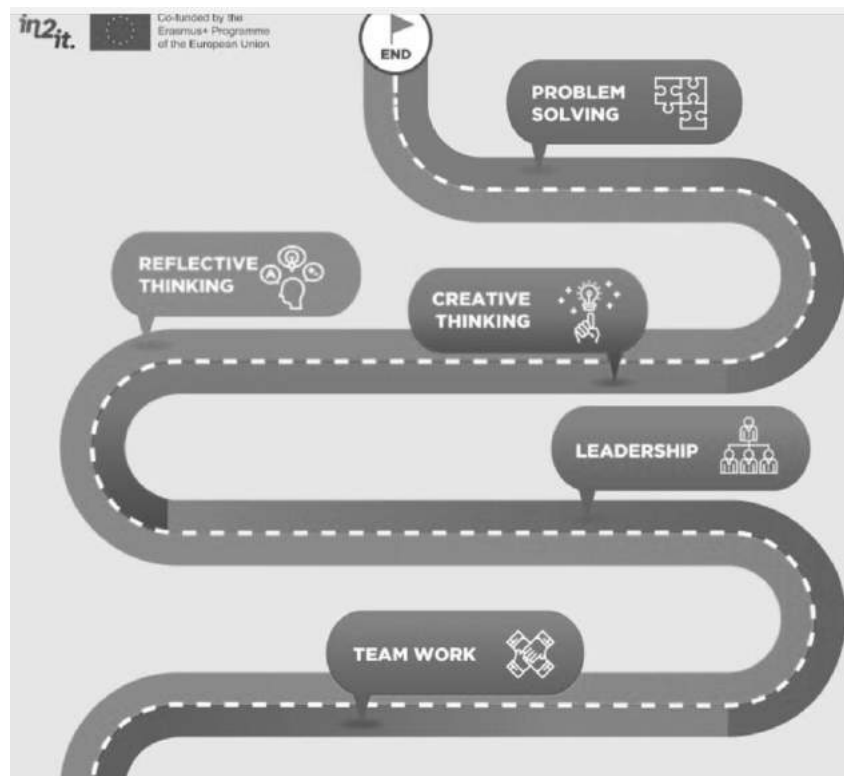 in2it.
Co-funded by the
Erasmus+ Programme
of the European Union
END
PROBLEM
SOLVING
REFLECTIVE
THINKING
A
CREATIVE
THINKING
LEADERSHIP
TEAM WORK